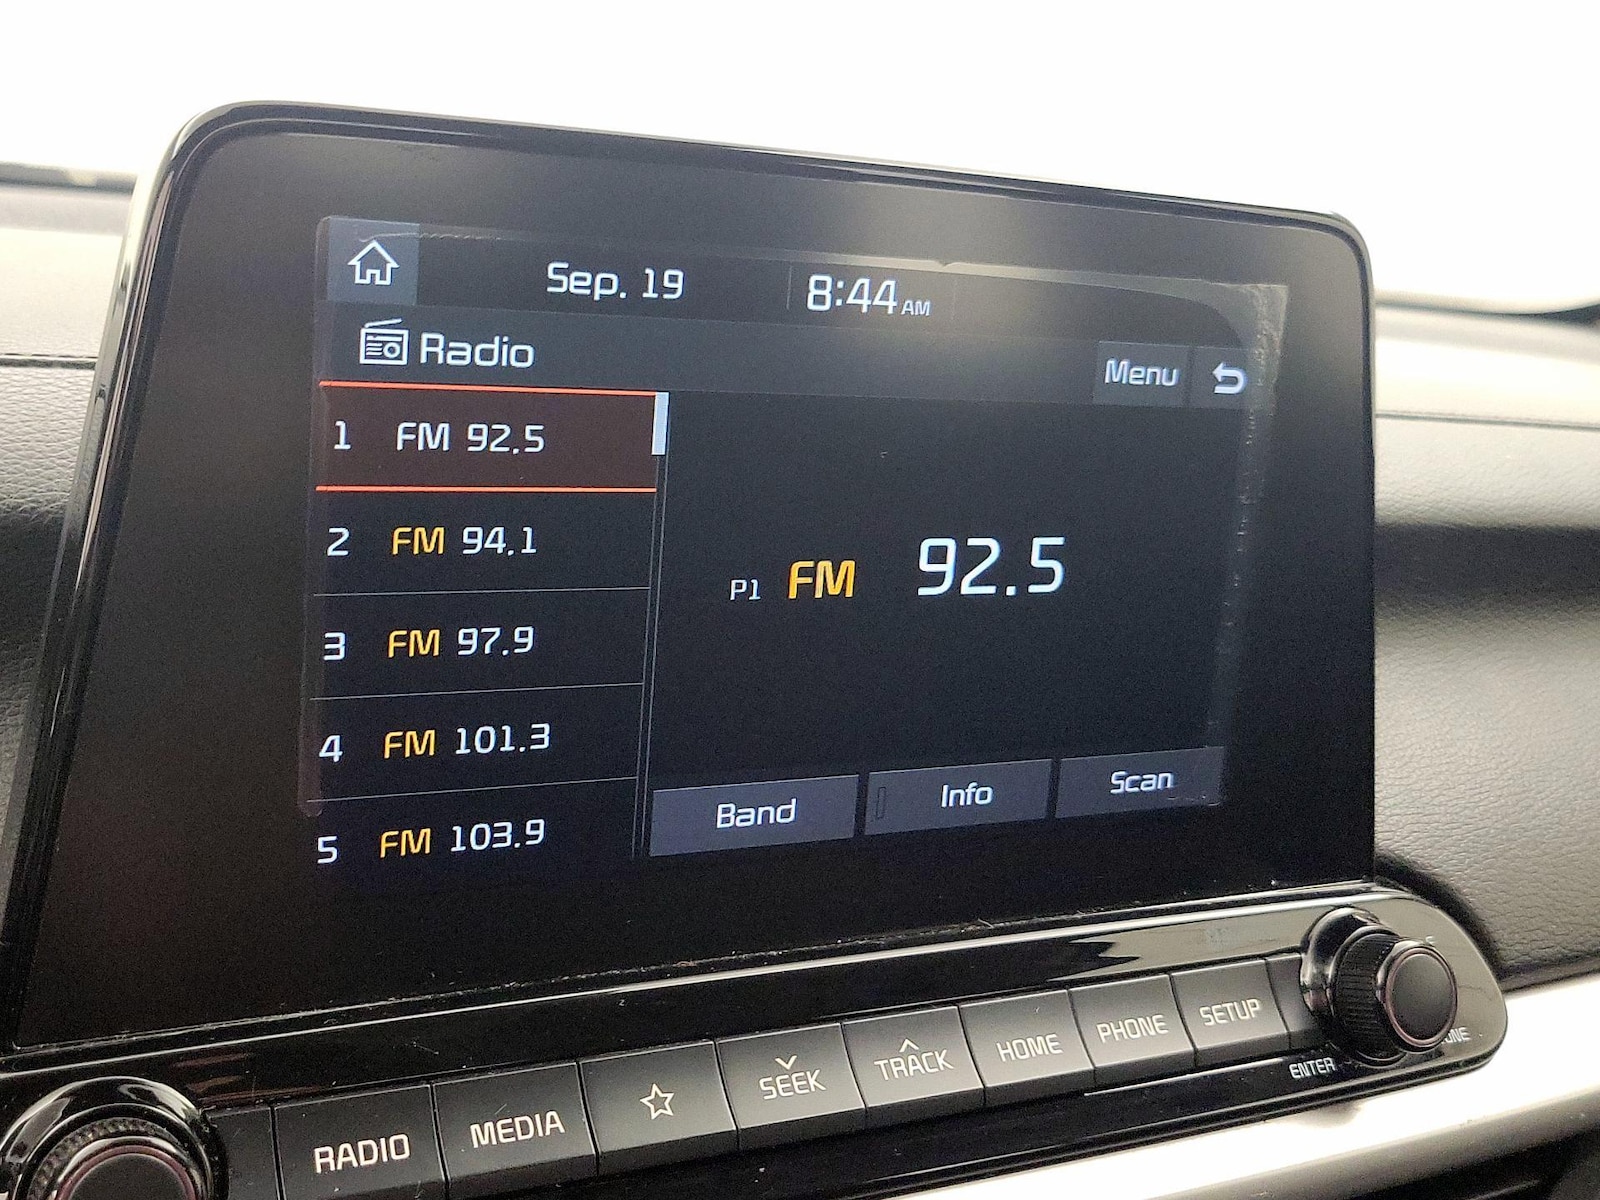 Sep. 19 8:44 AM
Radio
Menu
1 FM 92.5
2 FM 94.1
3 FM 97.9
4 FM 101.3
5 FM 103.9
P1 FM 92.5
Band Info Scan
RADIO MEDIA SEEK TRACK HOME PHONE SETUP
ENTER